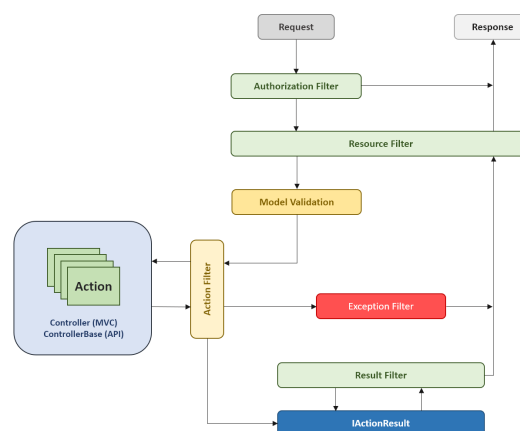 Request
Response
Authorization Filter
Resource Filter
Model Validation
Action Filter
Action
Controller (MVC)
ControllerBase (API)
Exception Filter
Result Filter
IActionResult